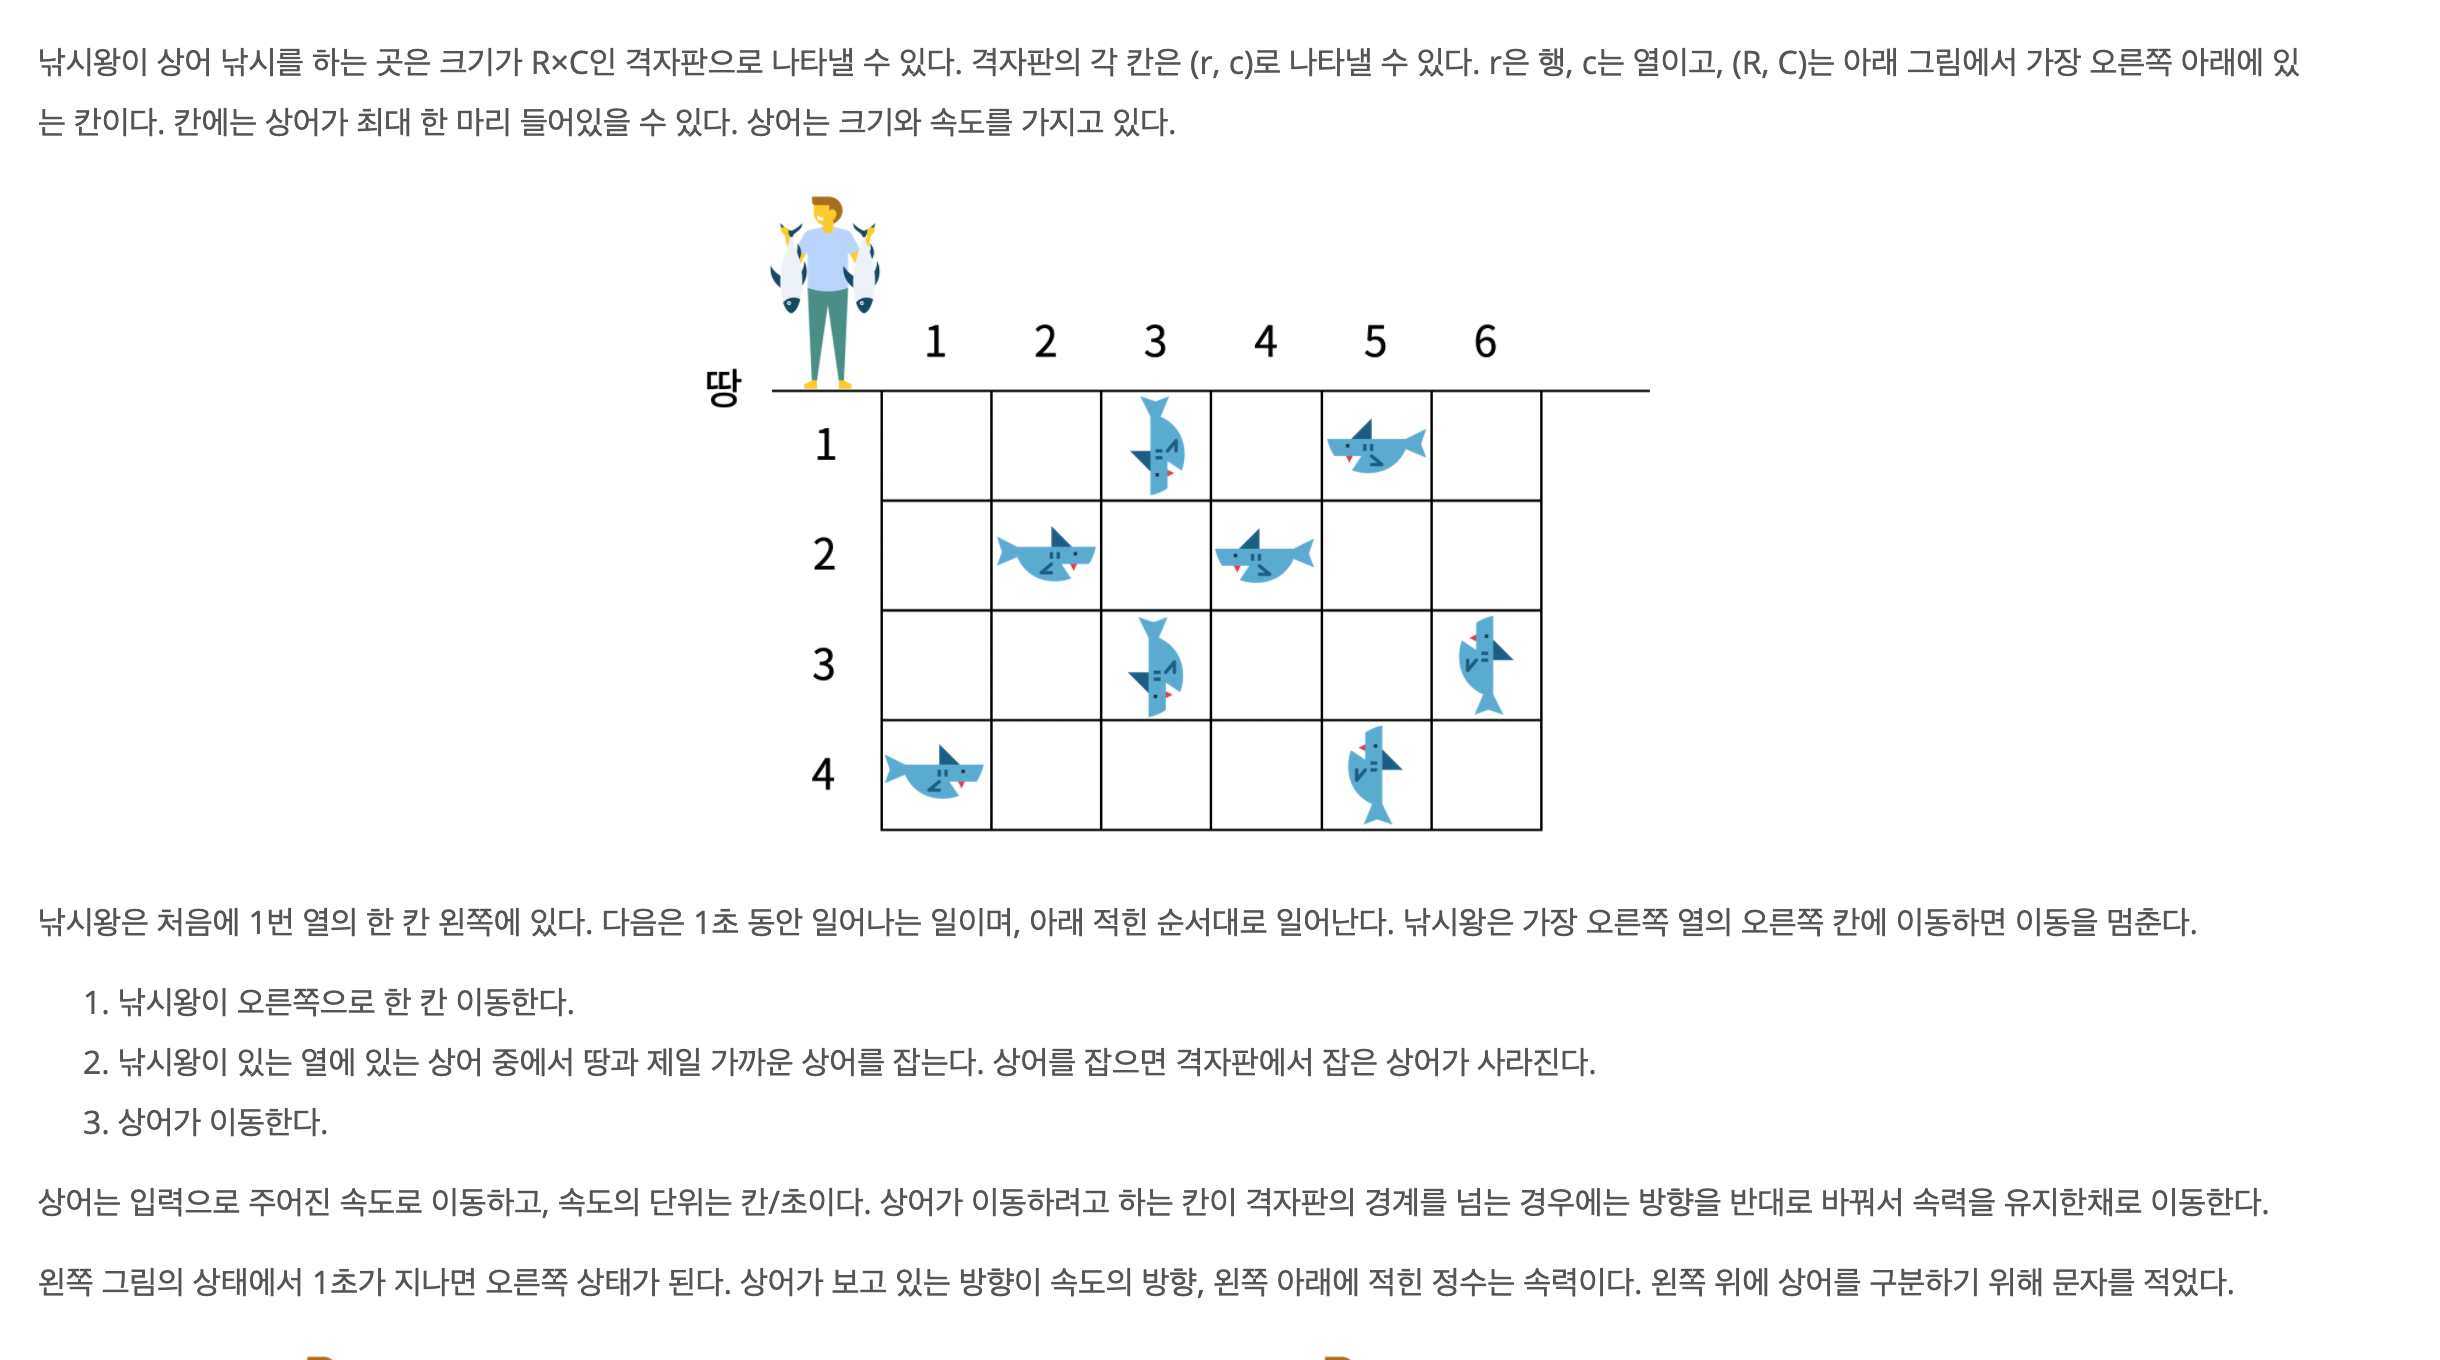 낚시왕이 상어 낚시를 하는 곳은 크기가 R×C인 격자판으로 나타낼 수 있다. 격자판의 각 칸은 (r, c)로 나타낼 수 있다. r은 행, c는 열이고, (R, C)는 아래 그림에서 가장 오른쪽 아래에 있
는 칸이다. 칸에는 상어가 최대 한 마리 들어있을 수 있다. 상어는 크기와 속도를 가지고 있다.
1 2 3 4 5 6
땅
1
2
3
4
낚시왕은 처음에 1번 열의 한 칸 왼쪽에 있다. 다음은 1초 동안 일어나는 일이며, 아래 적힌 순서대로 일어난다. 낚시왕은 가장 오른쪽 열의 오른쪽 칸에 이동하면 이동을 멈춘다.
1. 낚시왕이 오른쪽으로 한 칸 이동한다.
2. 낚시왕이 있는 열에 있는 상어 중에서 땅과 제일 가까운 상어를 잡는다. 상어를 잡으면 격자판에서 잡은 상어가 사라진다.
3. 상어가 이동한다.
상어는 입력으로 주어진 속도로 이동하고, 속도의 단위는 칸/초이다. 상어가 이동하려고 하는 칸이 격자판의 경계를 넘는 경우에는 방향을 반대로 바꿔서 속력을 유지한채로 이동한다.
왼쪽 그림의 상태에서 1초가 지나면 오른쪽 상태가 된다. 상어가 보고 있는 방향이 속도의 방향, 왼쪽 아래에 적힌 정수는 속력이다. 왼쪽 위에 상어를 구분하기 위해 문자를 적었다.